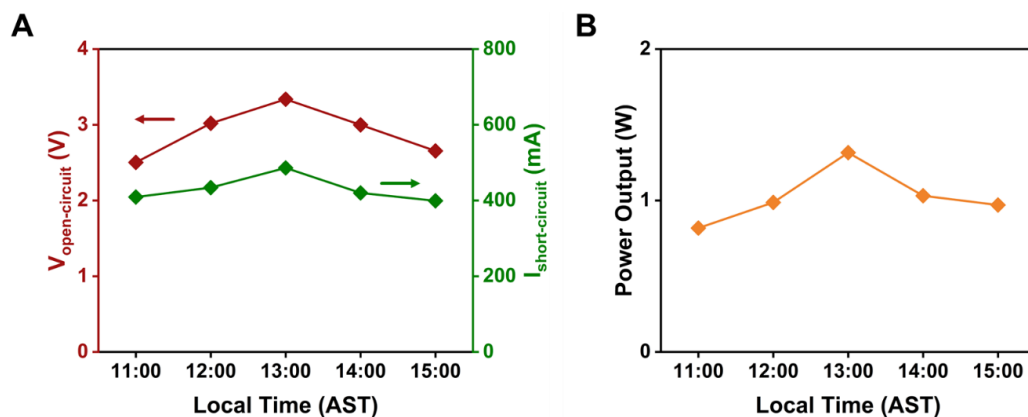 A
4
3
2
1
0
V open-circuit (V)
800
600
400
200
0
I short-circuit (mA)
11:00 12:00 13:00 14:00 15:00
Local Time (AST)
B
2
1
0
Power Output (W)
11:00 12:00 13:00 14:00 15:00
Local Time (AST)